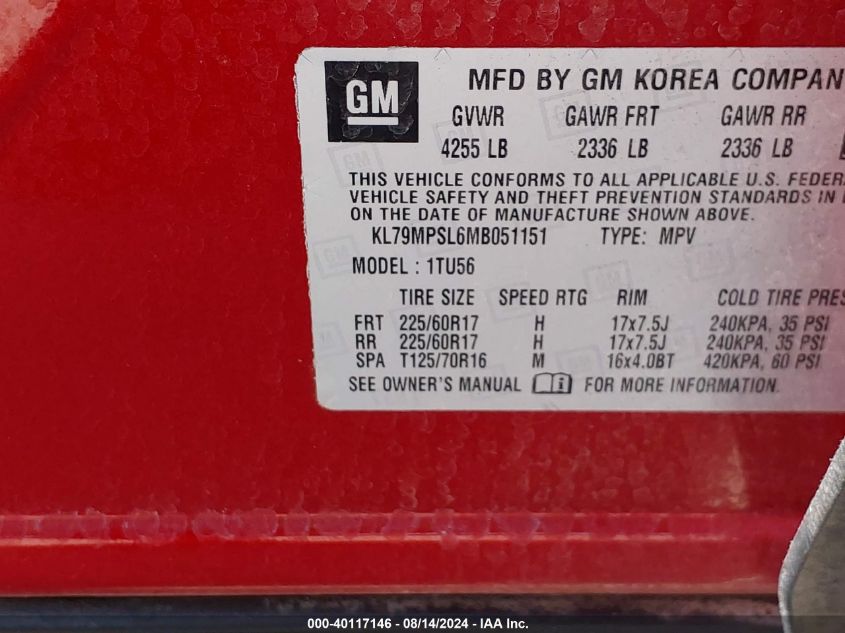 GM
MFD BY GM KOREA COMPAN
GVWR GAWR FRT GAWR RR
4255 LB 2336 LB 2336 LB
THIS VEHICLE CONFORMS TO ALL APPLICABLE U.S. FEDER
VEHICLE SAFETY AND THEFT PREVENTION STANDARDS IN
ON THE DATE OF MANUFACTURE SHOWN ABOVE.
KL79MPSL6MB051151 TYPE: MPV
MODEL : 1TU56
TIRE SIZE SPEED RTG RIM COLD TIRE PRES
FRT 225/60R17 H 17x7.5J 240KPA, 35 PSI
RR 225/60R17 H 17x7.5J 240KPA, 35 PSI
SPA T125/70R16 M 16x4.0BT 420KPA, 60 PSI
SEE OWNER'S MANUAL i FOR MORE INFORMATION.
000-40117146 - 08/14/2024 - IAA Inc.